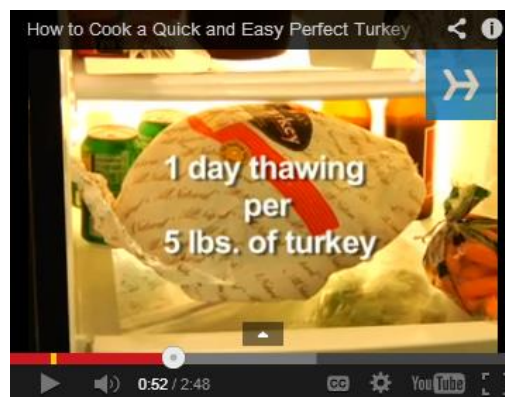 How to Cook a Quick and Easy Perfect Turkey
1 day thawing
per
5 lbs. of turkey
0:52 / 2:48
CC
YouTube